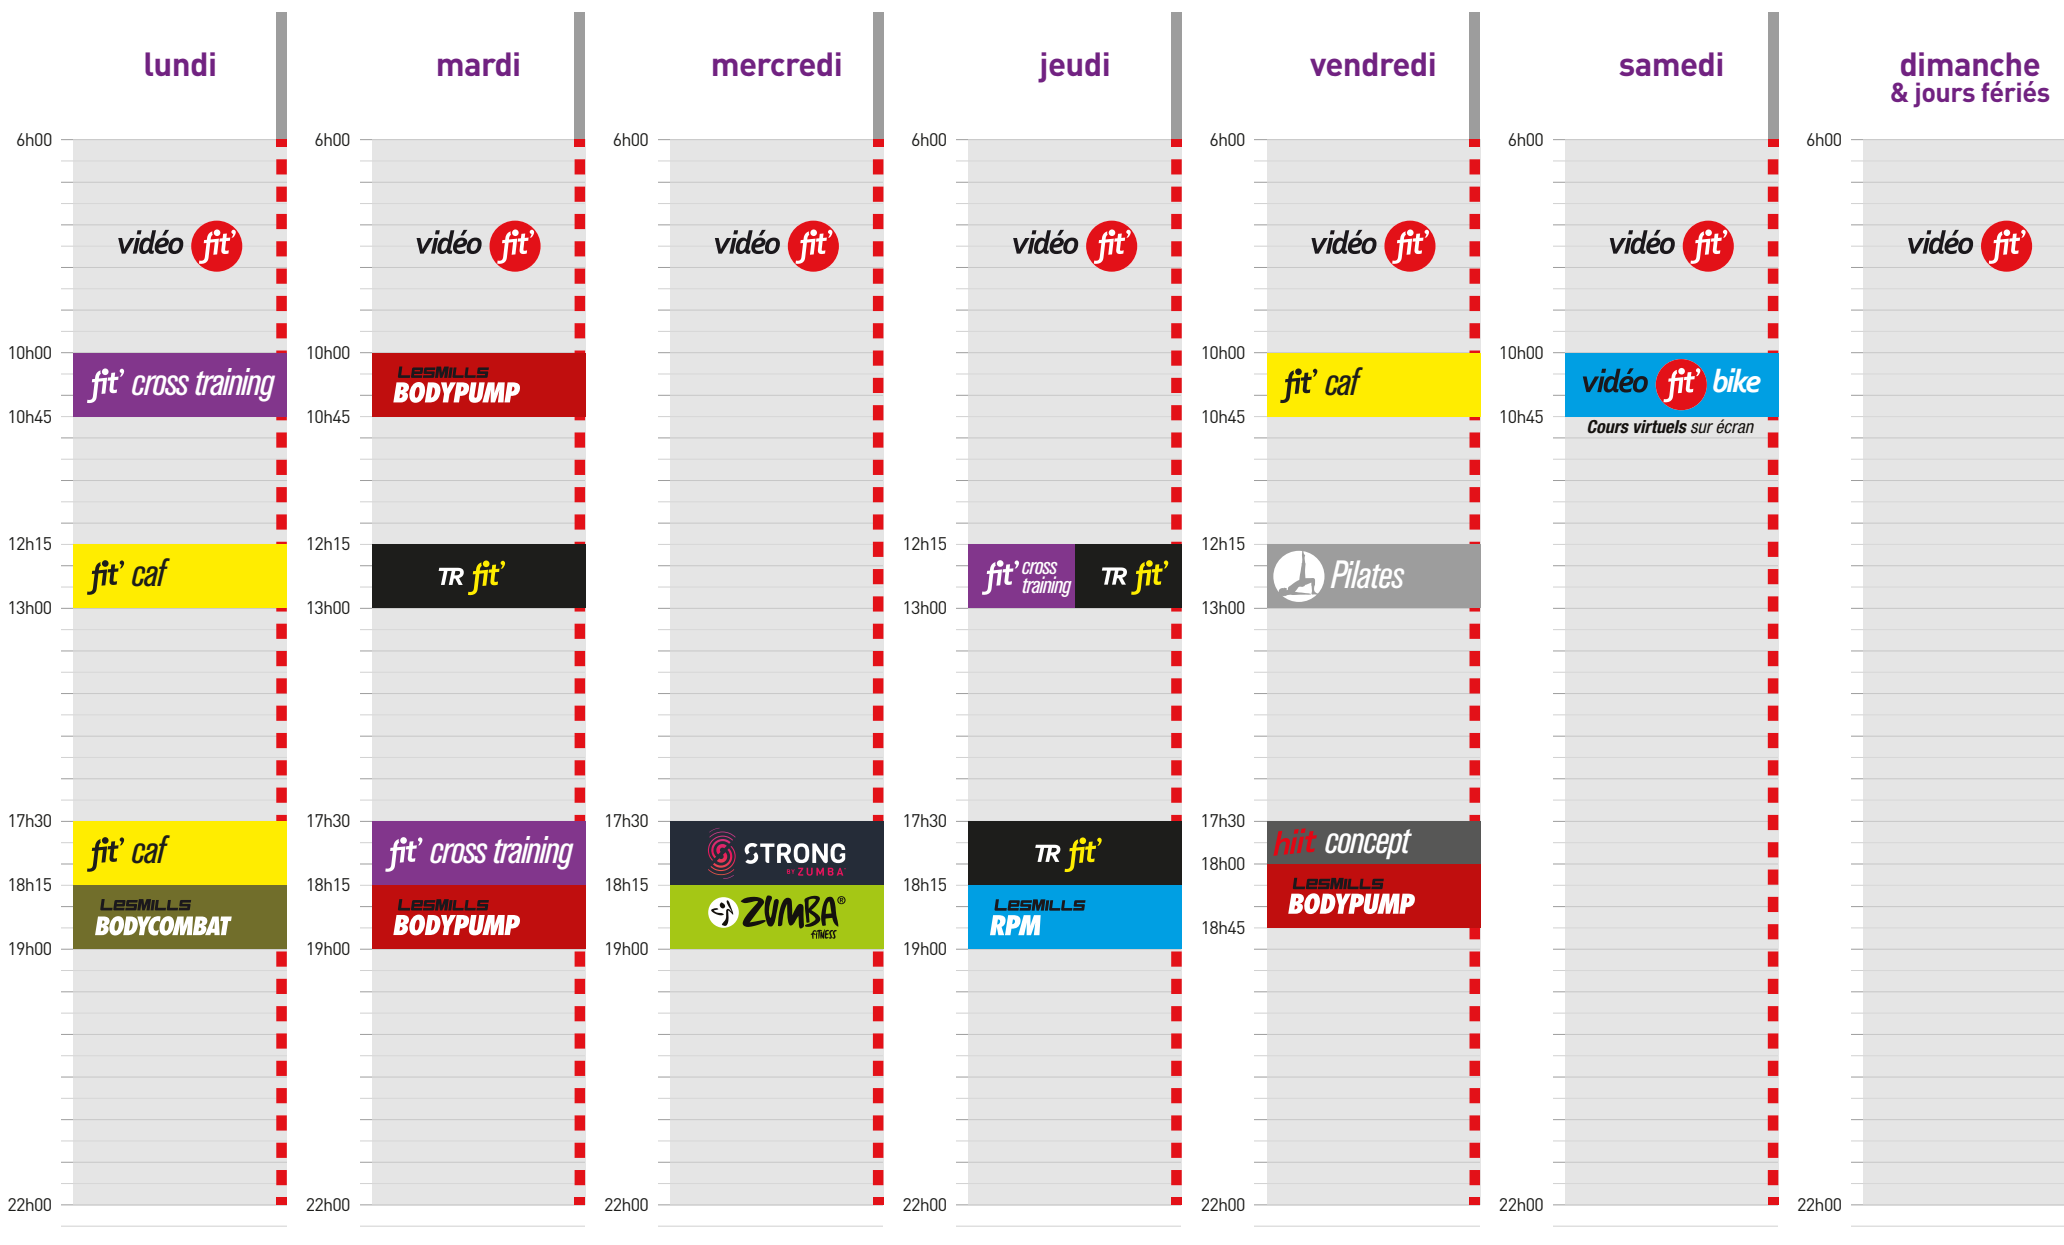 lundi
6h00
vidéo fit'
10h00
fit' cross training
10h45
12h15
fit' caf
13h00
17h30
fit' caf
18h15
LesMILLS
BODYCOMBAT
19h00
22h00
mardi
6h00
vidéo fit'
10h00
LesMILLS
BODYPUMP
10h45
12h15
TR fit'
13h00
17h30
fit' cross training
18h15
LesMILLS
BODYPUMP
19h00
22h00
mercredi
6h00
vidéo fit'
17h30
STRONG
BY ZUMBA
18h15
ZUMBA®
FITNESS
19h00
22h00
jeudi
6h00
vidéo fit'
12h15
fit' cross
training
TR fit'
13h00
17h30
TR fit'
18h15
LesMILLS
RPM
19h00
22h00
vendredi
6h00
vidéo fit'
10h00
fit' caf
10h45
12h15
Pilates
13h00
17h30
hiit concept
18h00
LesMILLS
BODYPUMP
18h45
22h00
samedi
6h00
vidéo fit'
10h00
vidéo fit' bike
10h45
Cours virtuels sur écran
22h00
dimanche
& jours fériés
6h00
vidéo fit'
22h00